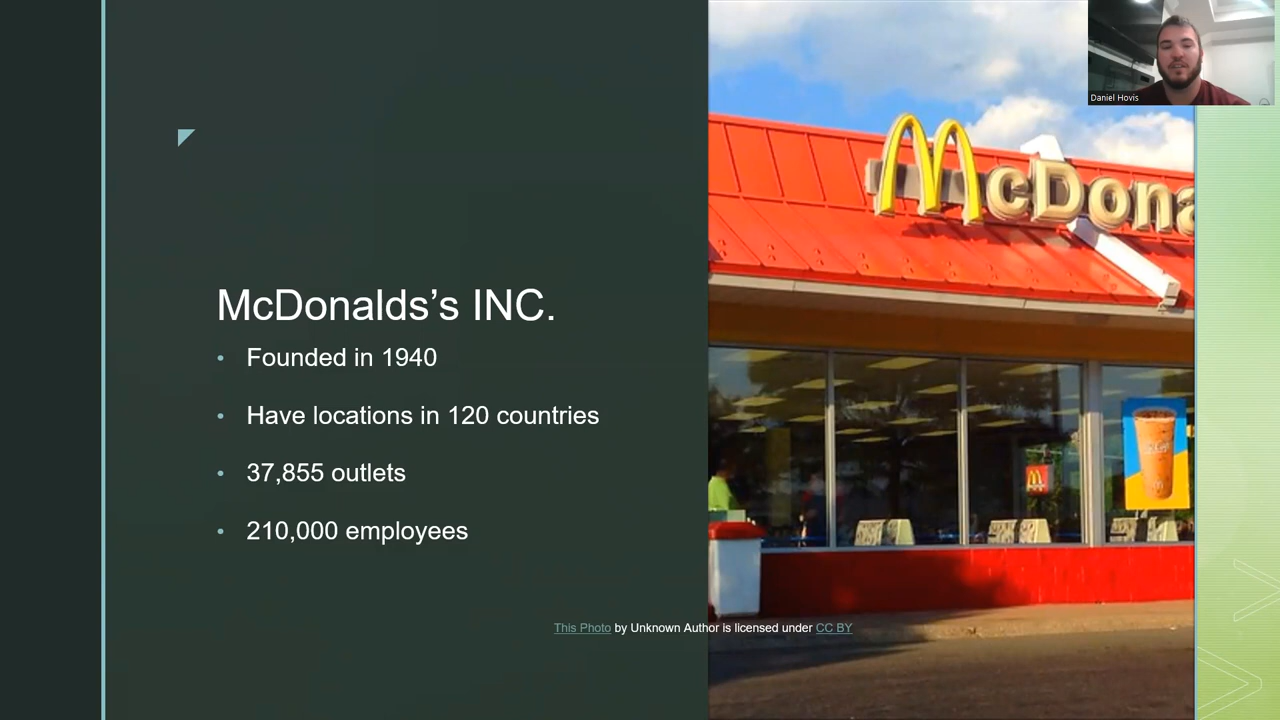 Daniel Hovis
McDona
McDonalds's INC.
• Founded in 1940
• Have locations in 120 countries
• 37,855 outlets
• 210,000 employees
This Photo by Unknown Author is licensed under CC BY